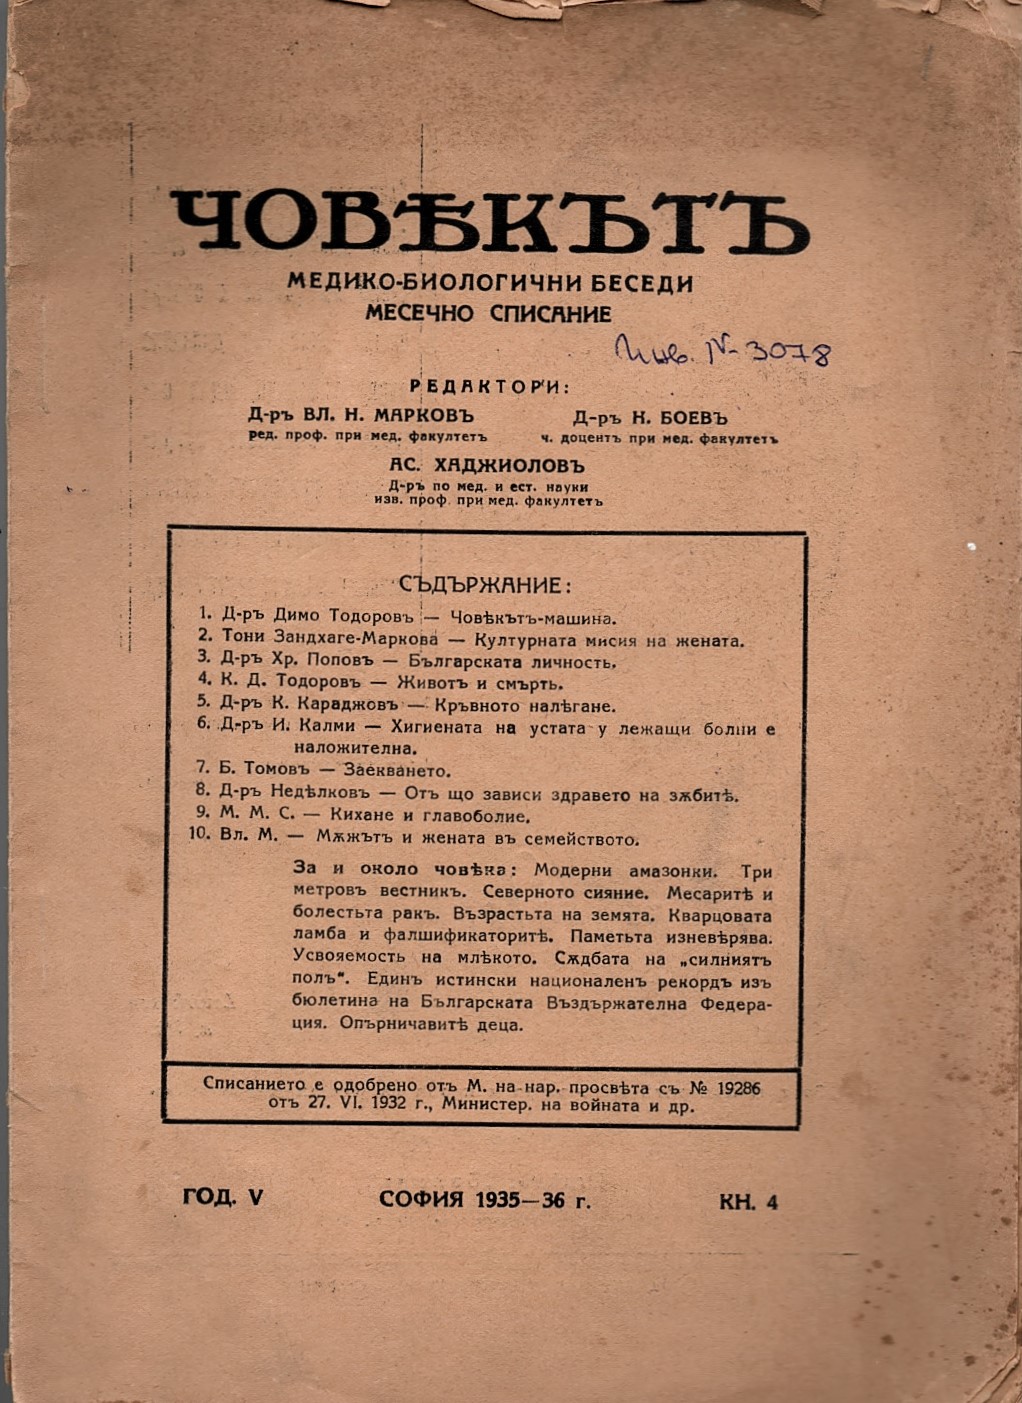 ЧОВѢКЪТЪ
МЕДИКО-БИОЛОГИЧНИ БЕСЕДИ
МЕСЕЧНО СПИСАНИЕ
Инв. № 3078
РЕДАКТОРИ:
Д-ръ ВЛ. Н. МАРКОВЪ
ред. проф. при мед. факултетъ
Д-ръ Н. БОЕВЪ
ч. доцентъ при мед. факултетъ
АС. ХАДЖИОЛОВЪ
Д-ръ по мед. и ест. науки
изв. проф. при мед. факултетъ
СЪДЪРЖАНИЕ:
1. Д-ръ Димо Тодоровъ — Човѣкътъ-машина.
2. Тони Зандхаге-Маркова — Културната мисия на жената.
3. Д-ръ Хр. Поповъ — Българската личность.
4. К. Д. Тодоровъ — Животъ и смърть.
5. Д-ръ К. Караджовъ — Кръвното налѣгане.
6. Д-ръ И. Калми — Хигиената на устата у лежащи болни е
наложителна.
7. Б. Томовъ — Заекването.
8. Д-ръ Недѣлковъ — Отъ що зависи здравето на зѫбитѣ.
9. М. М. С. — Кихане и главоболие.
10. Вл. М. — Мѫжътъ и жената въ семейството.
За и около човѣка: Модерни амазонки. Три
метровъ вестникъ. Северното сияние. Месаритѣ и
болестьта ракъ. Възрастьта на земята. Кварцовата
ламба и фалшификаторитѣ. Паметьта изневѣрява.
Усвояемость на млѣкото. Сѫдбата на „силниятъ
полъ“. Единъ истински националенъ рекордъ изъ
бюлетина на Българската Въздържателна Федера-
ция. Опърничавитѣ деца.
Списанието е одобрено отъ М. на нар. просвѣта съ № 19286
отъ 27. VI. 1932 г., Министер. на войната и др.
ГОД. V
СОФИЯ 1935—36 г.
КН. 4